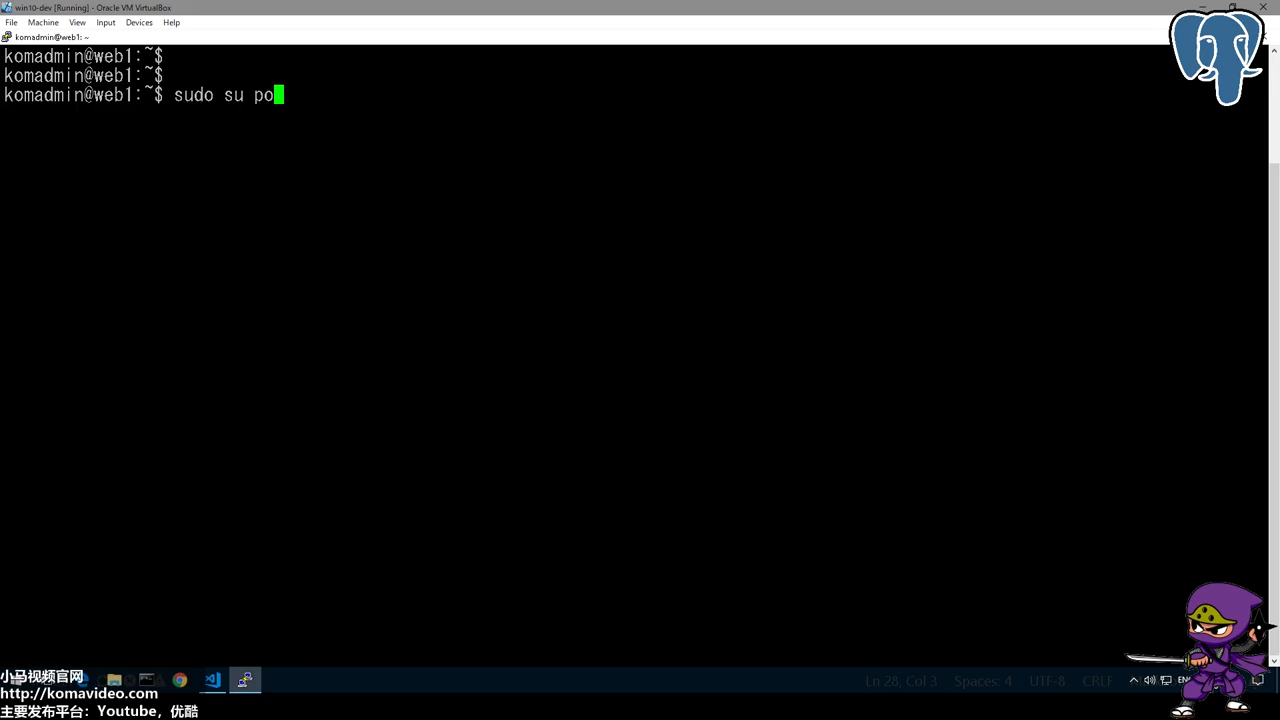 win10-dev [Running] - Oracle VM VirtualBox
File Machine View Input Devices Help
komadmin@web1: ~
komadmin@web1:~$
komadmin@web1:~$
komadmin@web1:~$ sudo su po
小马视频官网
http://komavideo.com
主要发布平台：Youtube，优酷
Ln 28, Col 3 Spaces: 4 UTF-8 CRLF